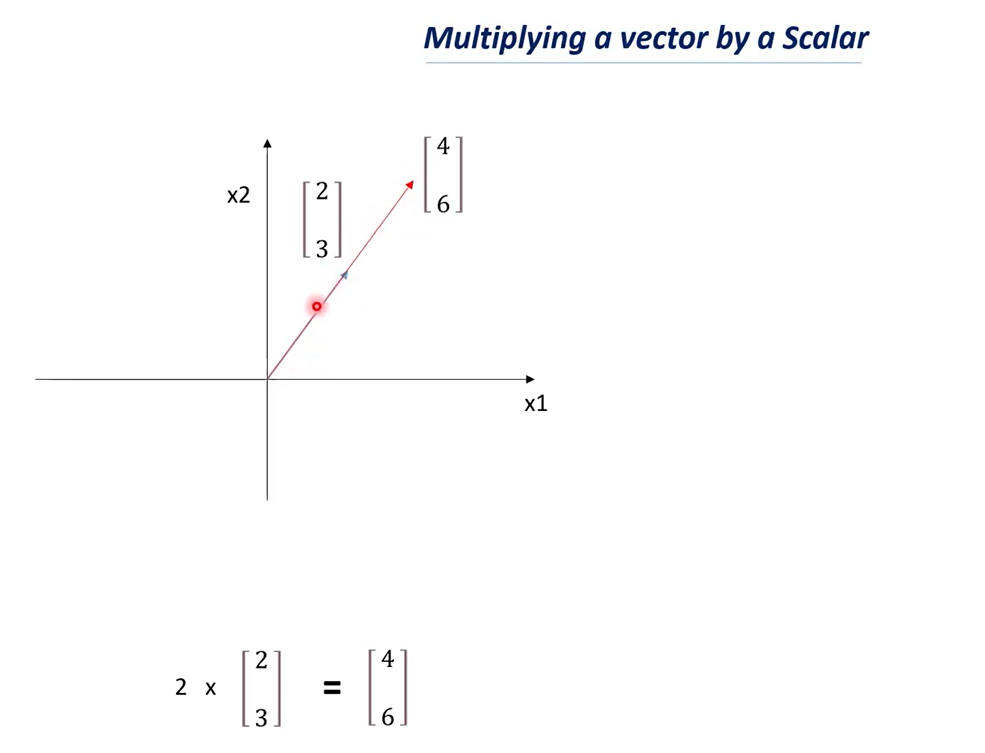 Multiplying a vector by a Scalar
x2
[2
3]
[4
6]
x1
2 x [2
3] = [4
6]